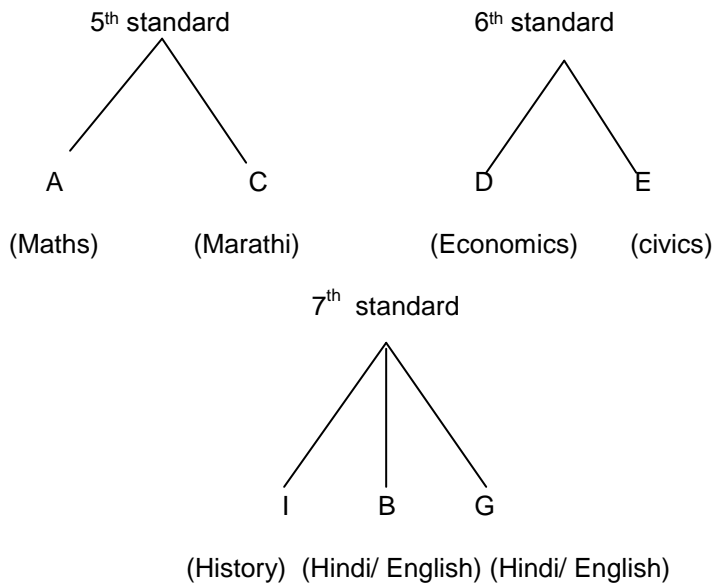 5th standard 6th standard
A C D E
(Maths) (Marathi) (Economics) (civics)
7th standard
I B G
(History) (Hindi/ English) (Hindi/ English)